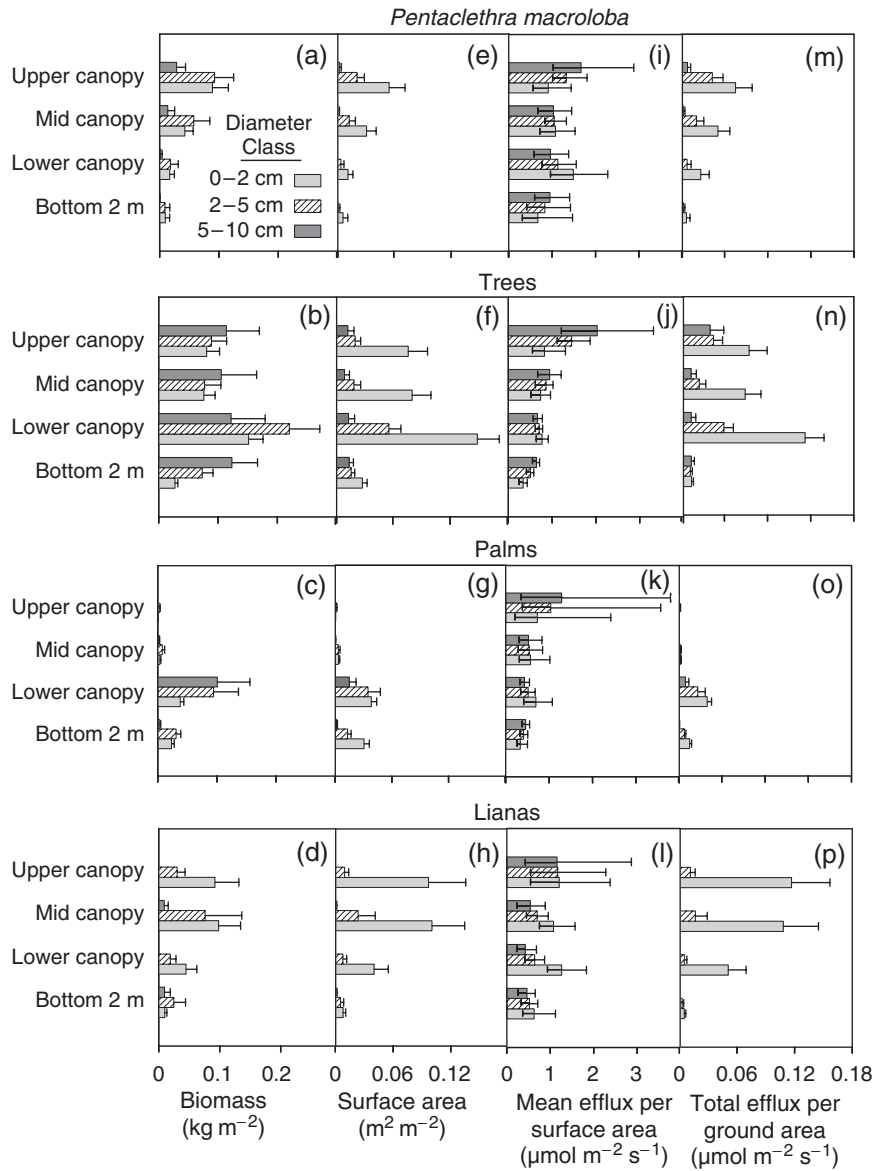 Pentaclethra macroloba
(a)
(e)
(i)
(m)
Upper canopy
Mid canopy
Lower canopy
Bottom 2 m
Diameter
Class
0–2 cm
2–5 cm
5–10 cm
Trees
(b)
(f)
(j)
(n)
Upper canopy
Mid canopy
Lower canopy
Bottom 2 m
Palms
(c)
(g)
(k)
(o)
Upper canopy
Mid canopy
Lower canopy
Bottom 2 m
Lianas
(d)
(h)
(l)
(p)
Upper canopy
Mid canopy
Lower canopy
Bottom 2 m
0 0.1 0.2
0 0.06 0.12
0 1 2 3
0 0.06 0.12 0.18
Biomass
(kg m⁻²)
Surface area
(m² m⁻²)
Mean efflux per
surface area
(µmol m⁻² s⁻¹)
Total efflux per
ground area
(µmol m⁻² s⁻¹)